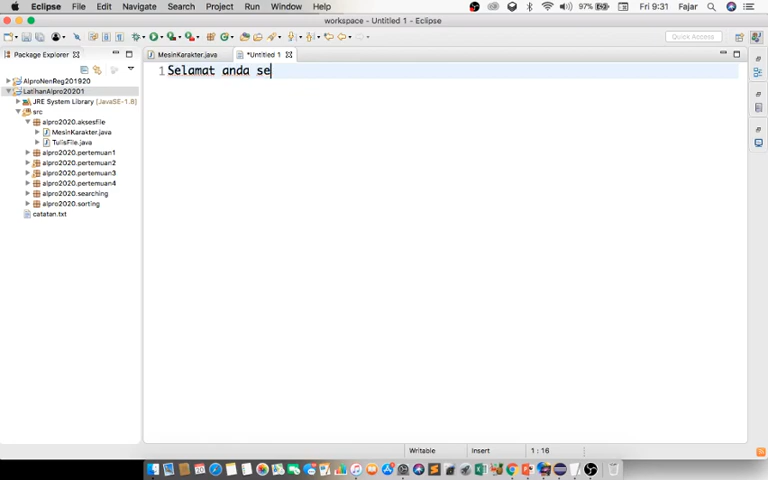 Eclipse File Edit Navigate Search Project Run Window Help 97% Fri 9:31 Fajar
workspace - Untitled 1 - Eclipse
Quick Access
Package Explorer
AlproNenReg201920
LatihanAlpro20201
JRE System Library [JavaSE-1.8]
src
alpro2020.aksesfile
MesinKarakter.java
TulisFile.java
alpro2020.pertemuan1
alpro2020.pertemuan2
alpro2020.pertemuan3
alpro2020.pertemuan4
alpro2020.searching
alpro2020.sorting
catatan.txt
MesinKarakter.java *Untitled 1
1 Selamat anda se
Writable Insert 1 : 16